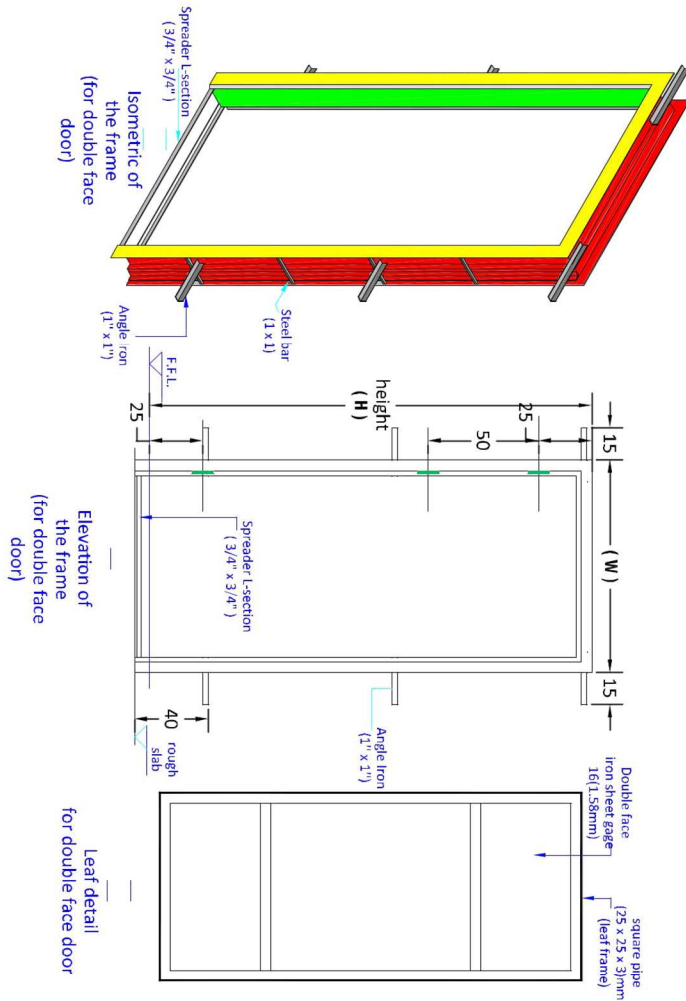 Spreader L-section
( 3/4" x 3/4" )
Isometric of
the frame
(for double face
door)
Steel bar
(1 x 1)
Angle Iron
(1" x 1")
F.F.L.
25
height
( H )
25
50
15
( W )
15
Spreader L-section
( 3/4" x 3/4" )
Elevation of
the frame
(for double face
door)
Angle Iron
(1" x 1")
40
rough
slab
Double face
iron sheet gage
16(1.58mm)
square pipe
(25 x 25 x 3)mm
(leaf frame)
Leaf detail
for double face door